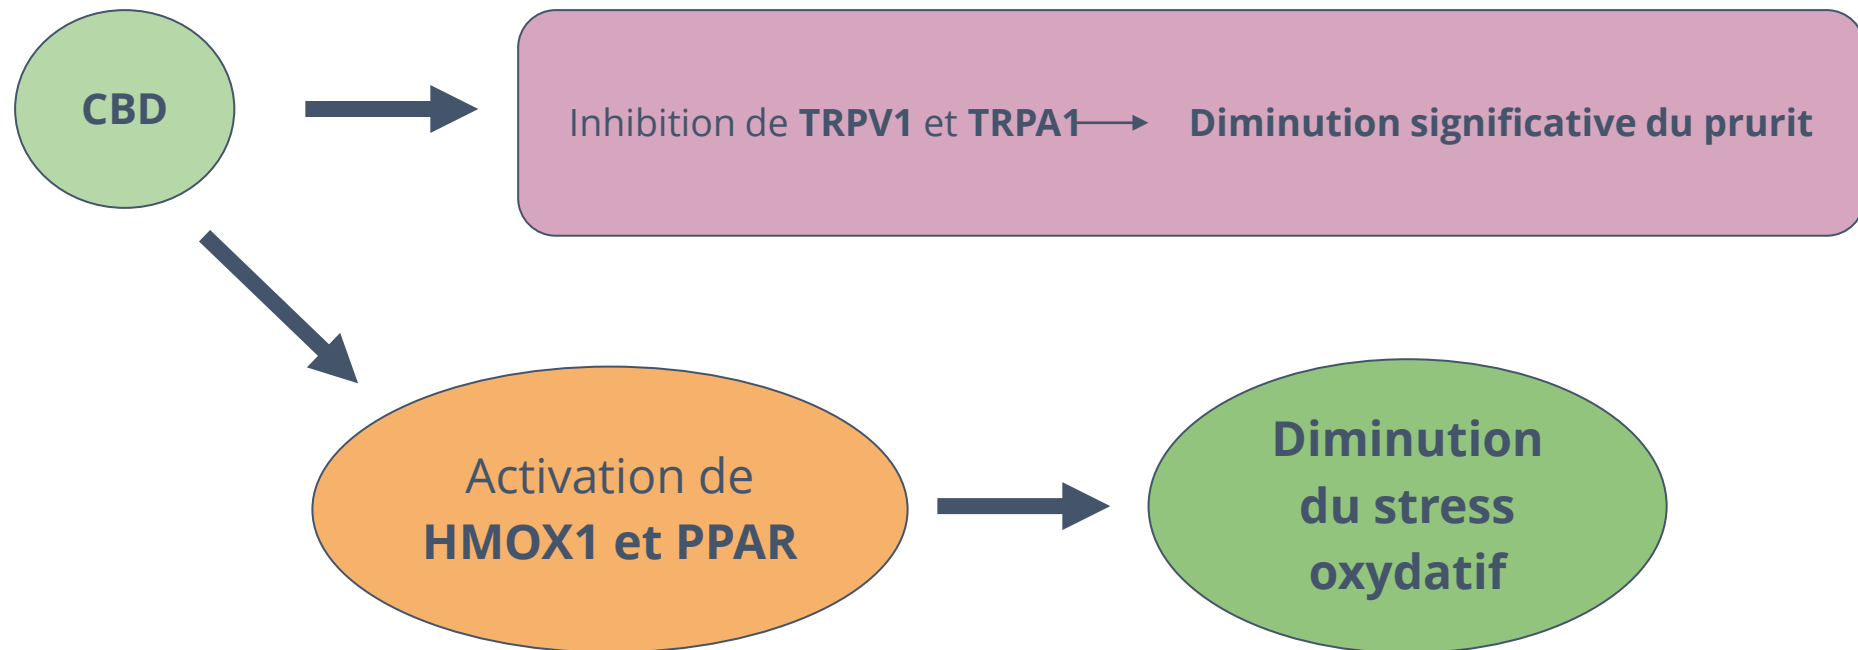 CBD
Inhibition de TRPV1 et TRPA1 → Diminution significative du prurit
Activation de
HMOX1 et PPAR
Diminution
du stress
oxydatif